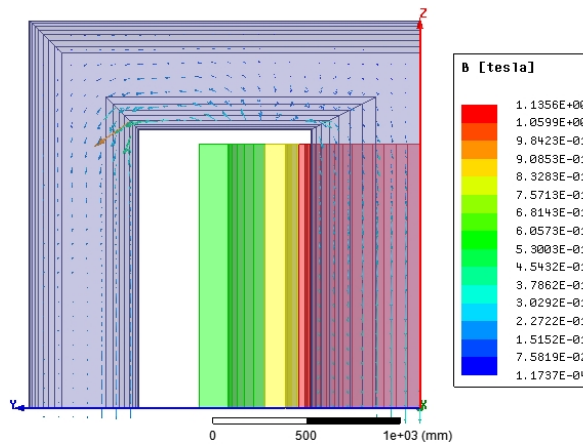 Z
B [tesla]
1.1356E+00
1.0599E+00
9.8423E-01
9.0853E-01
8.3283E-01
7.5713E-01
6.8143E-01
6.0573E-01
5.3003E-01
4.5432E-01
3.7862E-01
3.0292E-01
2.2722E-01
1.5152E-01
7.5819E-02
1.1737E-04
Y
X
0 500 1e+03 (mm)